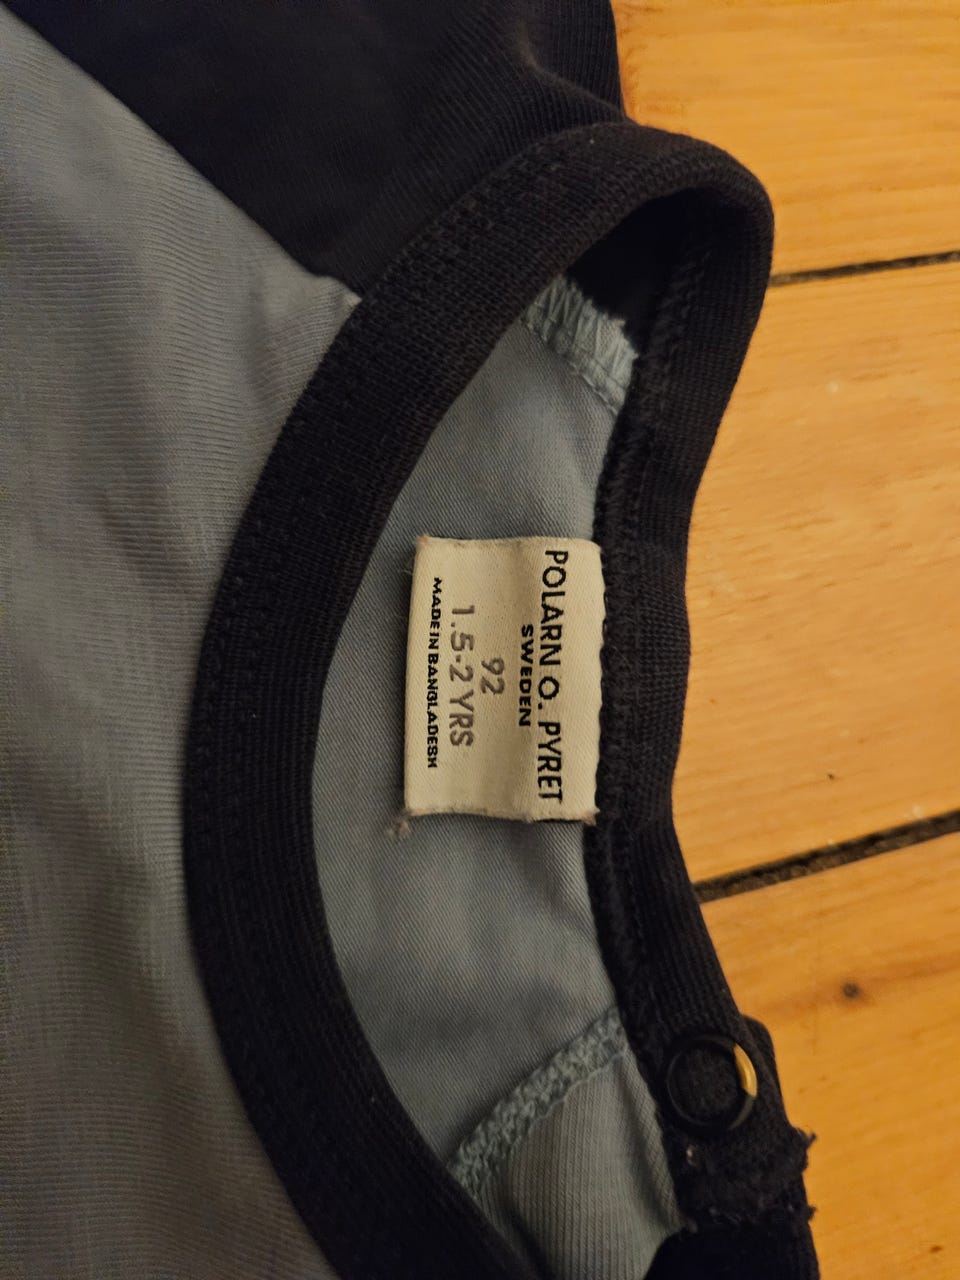 POLARN O. PYRET
SWEDEN
92
1.5-2 YRS
MADE IN BANGLADESH